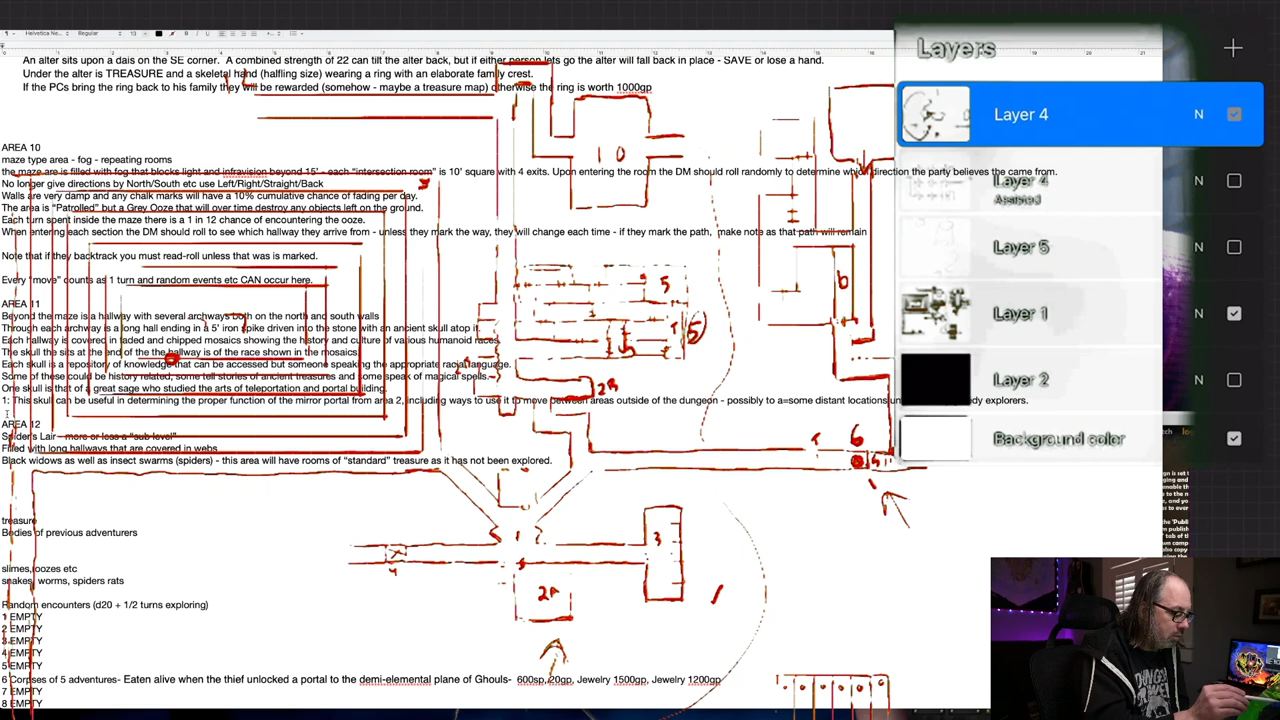 Helvetica Ne...
Regular
An alter sits upon a dais on the SE corner. A combined strength of 22 can tilt the alter back, but if either person lets go the alter will fall back in place - SAVE or lose a hand.
Under the alter is TREASURE and a skeletal hand (halfling size) wearing a ring with an elaborate family crest.
If the PCs bring the ring back to his family they will be rewarded (somehow - maybe a treasure map) otherwise the ring is worth 1000gp
AREA 10
maze type area - fog - repeating rooms
the maze are is filled with fog that blocks light and infravision beyond 15' - each "intersection room" is 10' square with 4 exits. Upon entering the room the DM should roll randomly to determine which direction the party believes the came from.
No longer give directions by North/South etc use Left/Right/Straight/Back
Walls are very damp and any chalk marks will have a 10% cumulative chance of fading per day.
The area is "Patrolled" but a Grey Ooze that will over time destroy any objects left on the ground.
Each turn spent inside the maze there is a 1 in 12 chance of encountering the ooze.
When entering each section the DM should roll to see which hallway they arrive from - unless they mark the way, they will change each time - if they mark the path, make note as that path will remain
Note that if they backtrack you must read-roll unless that was is marked.
Every "move" counts as 1 turn and random events etc CAN occur here.
AREA 11
Beyond the maze is a hallway with several archways both on the north and south walls
Through each archway is a long hall ending in a 5' iron spike driven into the stone with an ancient skull atop it.
Each hallway is covered in faded and chipped mosaics showing the history and culture of various humanoid races.
The skull the sits at the end of the the hallway is of the race shown in the mosaics.
Each skull is a repository of knowledge that can be accessed but someone speaking the appropriate racial language.
Some of these could be history related, some tell stories of ancient treasures and some speak of magical spells.
One skull is that of a great sage who studied the arts of teleportation and portal building.
1: This skull can be useful in determining the proper function of the mirror portal from area 2, including ways to use it to move between areas outside of the dungeon - possibly to a=some distant locations explorers.
AREA 12
Spider's Lair - more or less a "sub level"
Filled with long hallways that are covered in webs
Black widows as well as insect swarms (spiders) - this area will have rooms of "standard" treasure as it has not been explored.
treasure
Bodies of previous adventurers
slimes, oozes etc
snakes, worms, spiders rats
Random encounters (d20 + 1/2 turns exploring)
1 EMPTY
2 EMPTY
3 EMPTY
4 EMPTY
5 EMPTY
6 Corpses of 5 adventures- Eaten alive when the thief unlocked a portal to the demi-elemental plane of Ghouls- 600sp, 20gp, Jewelry 1500gp, Jewelry 1200gp
7 EMPTY
8 EMPTY
10
5
5
6
2B
6
1
2
3
4
2A
Layers
Layer 4 N
Layer 4 N
Assisted
Layer 5 N
Layer 1 N
Layer 2 N
Background color